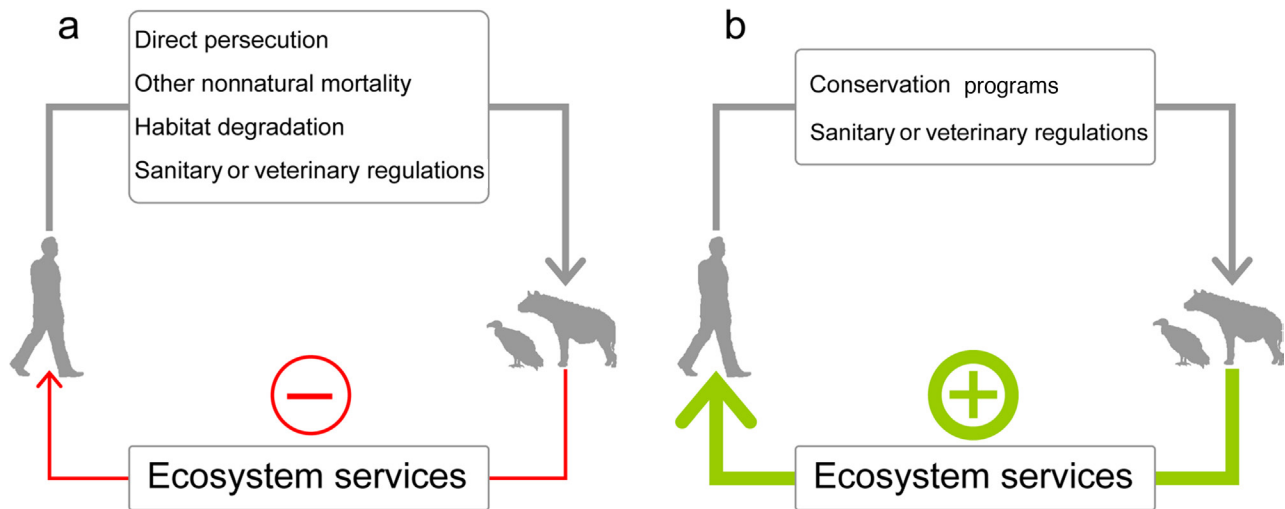 a
Direct persecution
Other nonnatural mortality
Habitat degradation
Sanitary or veterinary regulations
Ecosystem services
b
Conservation programs
Sanitary or veterinary regulations
Ecosystem services